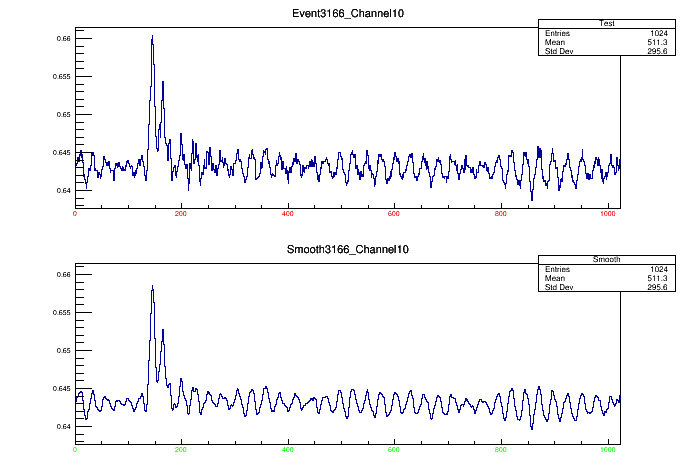 Event3166_Channel10
Test
Entries 1024
Mean 511.3
Std Dev 295.6
0.66
0.655
0.65
0.645
0.64
0 200 400 600 800 1000
Smooth3166_Channel10
Smooth
Entries 1024
Mean 511.3
Std Dev 295.6
0.66
0.655
0.65
0.645
0.64
0 200 400 600 800 1000